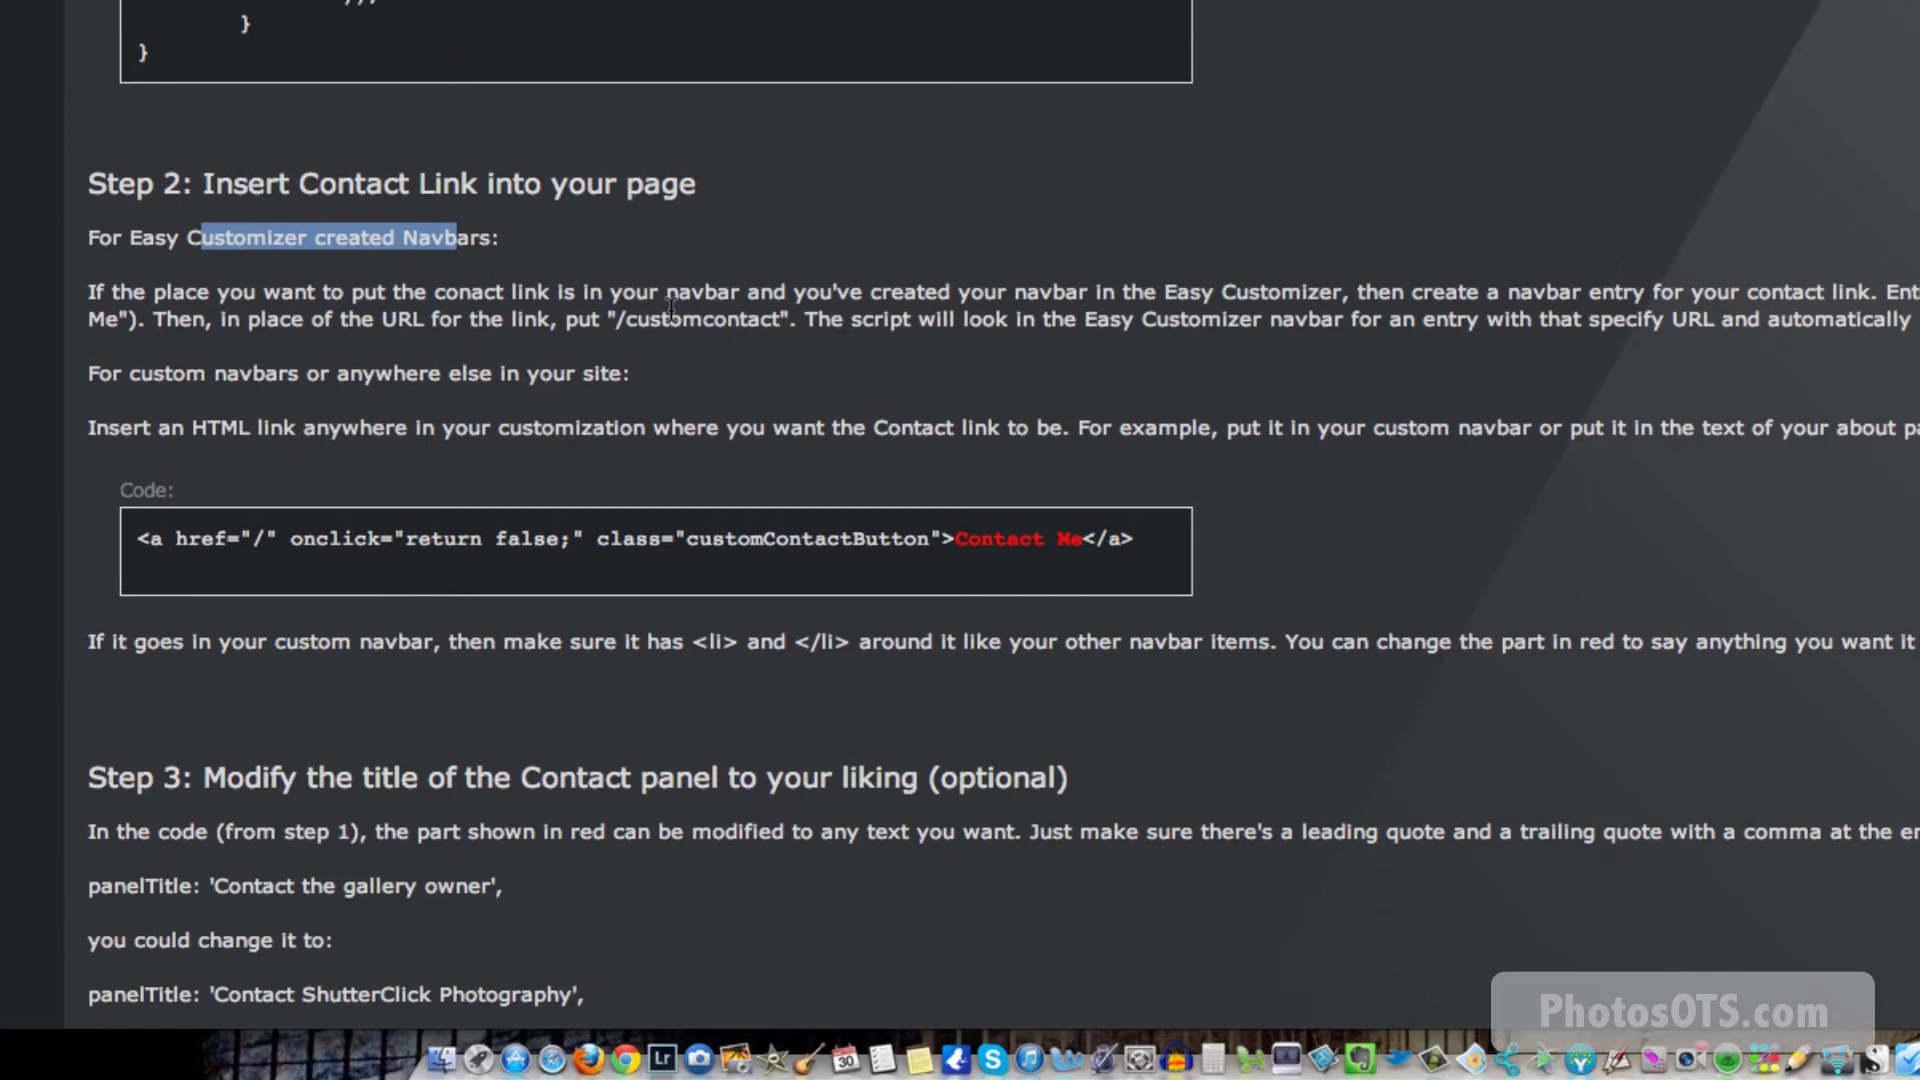 }
}
Step 2: Insert Contact Link into your page
For Easy Customizer created Navbars:
If the place you want to put the conact link is in your navbar and you've created your navbar in the Easy Customizer, then create a navbar entry for your contact link. Ent
Me"). Then, in place of the URL for the link, put "/customcontact". The script will look in the Easy Customizer navbar for an entry with that specify URL and automatically
For custom navbars or anywhere else in your site:
Insert an HTML link anywhere in your customization where you want the Contact link to be. For example, put it in your custom navbar or put it in the text of your about pa
Code:
<a href="/" onclick="return false;" class="customContactButton">Contact Me</a>
If it goes in your custom navbar, then make sure it has <li> and </li> around it like your other navbar items. You can change the part in red to say anything you want it
Step 3: Modify the title of the Contact panel to your liking (optional)
In the code (from step 1), the part shown in red can be modified to any text you want. Just make sure there's a leading quote and a trailing quote with a comma at the en
panelTitle: 'Contact the gallery owner',
you could change it to:
panelTitle: 'Contact ShutterClick Photography',
PhotosOTS.com
Lr
30